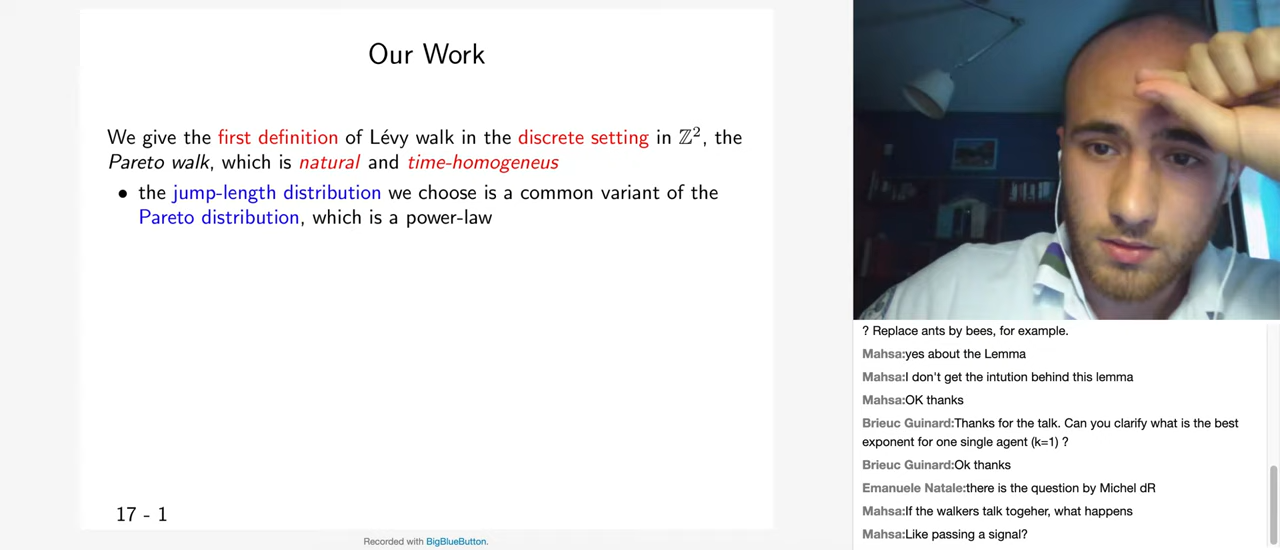 Our Work
We give the first definition of Lévy walk in the discrete setting in ℤ², the
Pareto walk, which is natural and time-homogeneus
• the jump-length distribution we choose is a common variant of the
Pareto distribution, which is a power-law
17 - 1
Recorded with BigBlueButton.
? Replace ants by bees, for example.
Mahsa:yes about the Lemma
Mahsa:I don't get the intution behind this lemma
Mahsa:OK thanks
Brieuc Guinard:Thanks for the talk. Can you clarify what is the best
exponent for one single agent (k=1) ?
Brieuc Guinard:Ok thanks
Emanuele Natale:there is the question by Michel dR
Mahsa:If the walkers talk togeher, what happens
Mahsa:Like passing a signal?